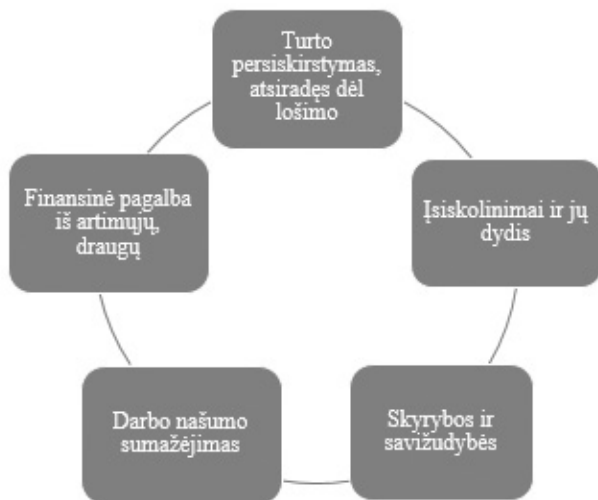 Turto
persiskirstymas,
atsiradęs dėl
lošimo
Įsiskolinimai ir jų
dydis
Skyrybos ir
savižudybės
Darbo našumo
sumažėjimas
Finansinė pagalba
iš artimųjų,
draugų